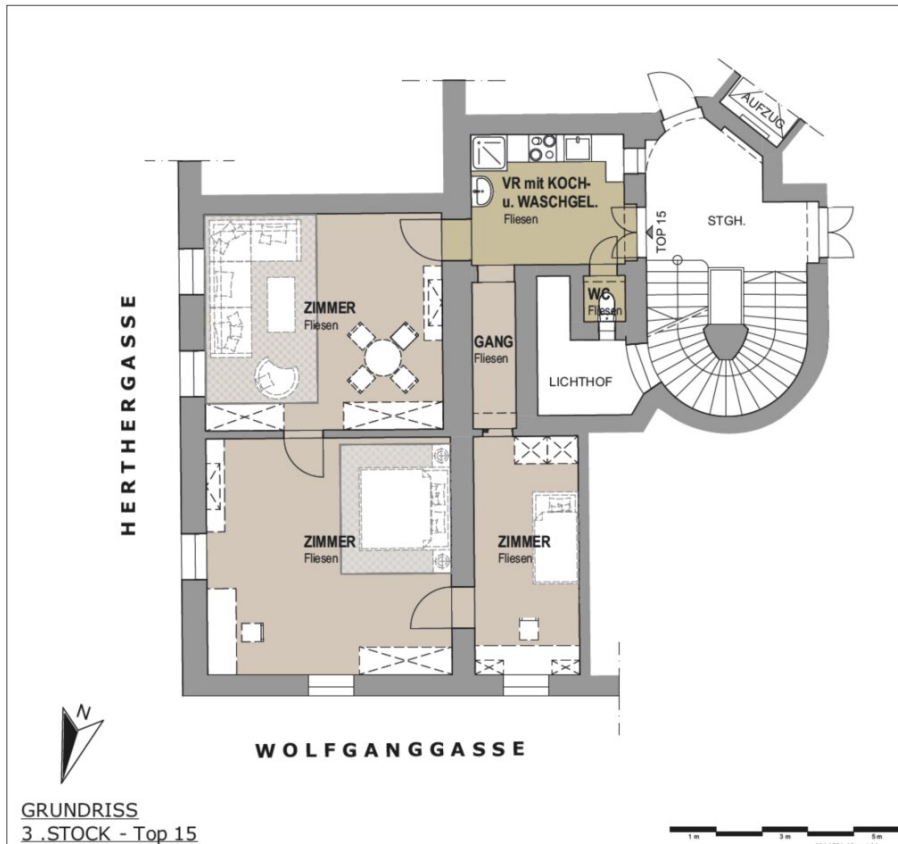 AUFZUG
VR mit KOCH-
u. WASCHGEL.
Fliesen
TOP 15
STGH.
ZIMMER
Fliesen
WC
Fliesen
GANG
Fliesen
LICHTHOF
HERTHERGASSE
ZIMMER
Fliesen
ZIMMER
Fliesen
N
WOLFGANGGASSE
GRUNDRISS
3 .STOCK - Top 15
1 m 3 m 5 m